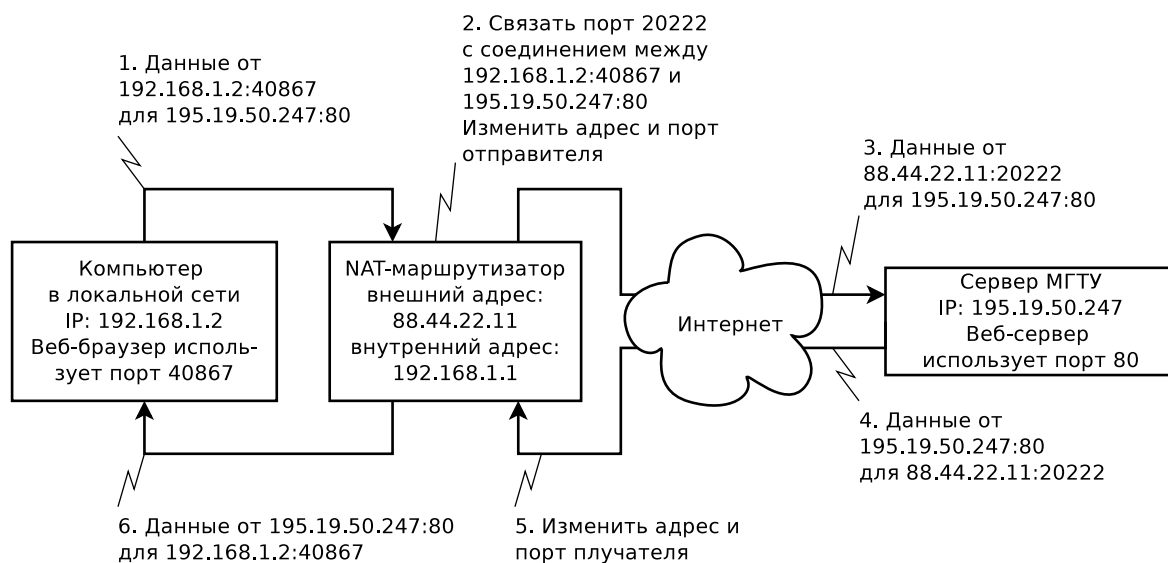 1. Данные от
192.168.1.2:40867
для 195.19.50.247:80
2. Связать порт 20222
с соединением между
192.168.1.2:40867 и
195.19.50.247:80
Изменить адрес и порт
отправителя
3. Данные от
88.44.22.11:20222
для 195.19.50.247:80
Компьютер
в локальной сети
IP: 192.168.1.2
Веб-браузер исполь-
зует порт 40867
NAT-маршрутизатор
внешний адрес:
88.44.22.11
внутренний адрес:
192.168.1.1
Интернет
Сервер МГТУ
IP: 195.19.50.247
Веб-сервер
использует порт 80
4. Данные от
195.19.50.247:80
для 88.44.22.11:20222
5. Изменить адрес и
порт плучателя
6. Данные от 195.19.50.247:80
для 192.168.1.2:40867